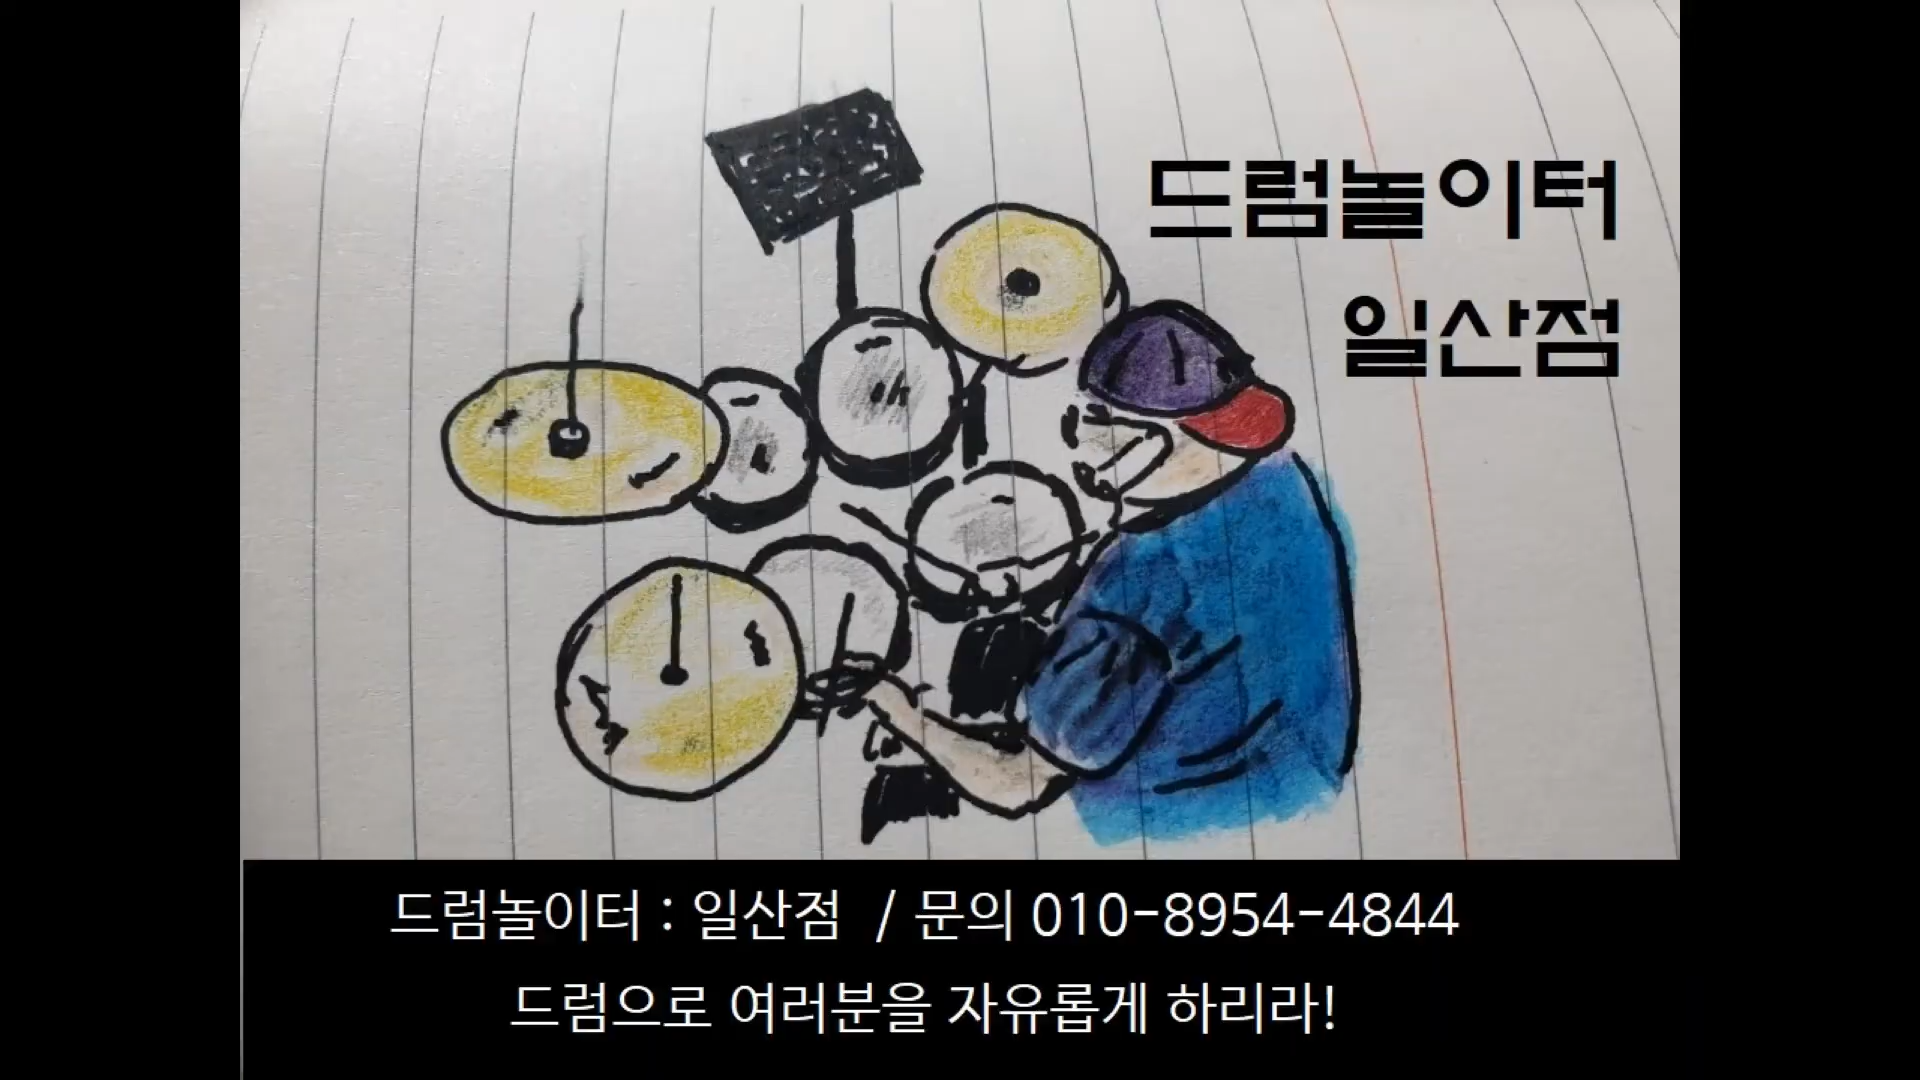 드럼놀이터
일산점
드럼놀이터 : 일산점 / 문의 010-8954-4844
드럼으로 여러분을 자유롭게 하리라!